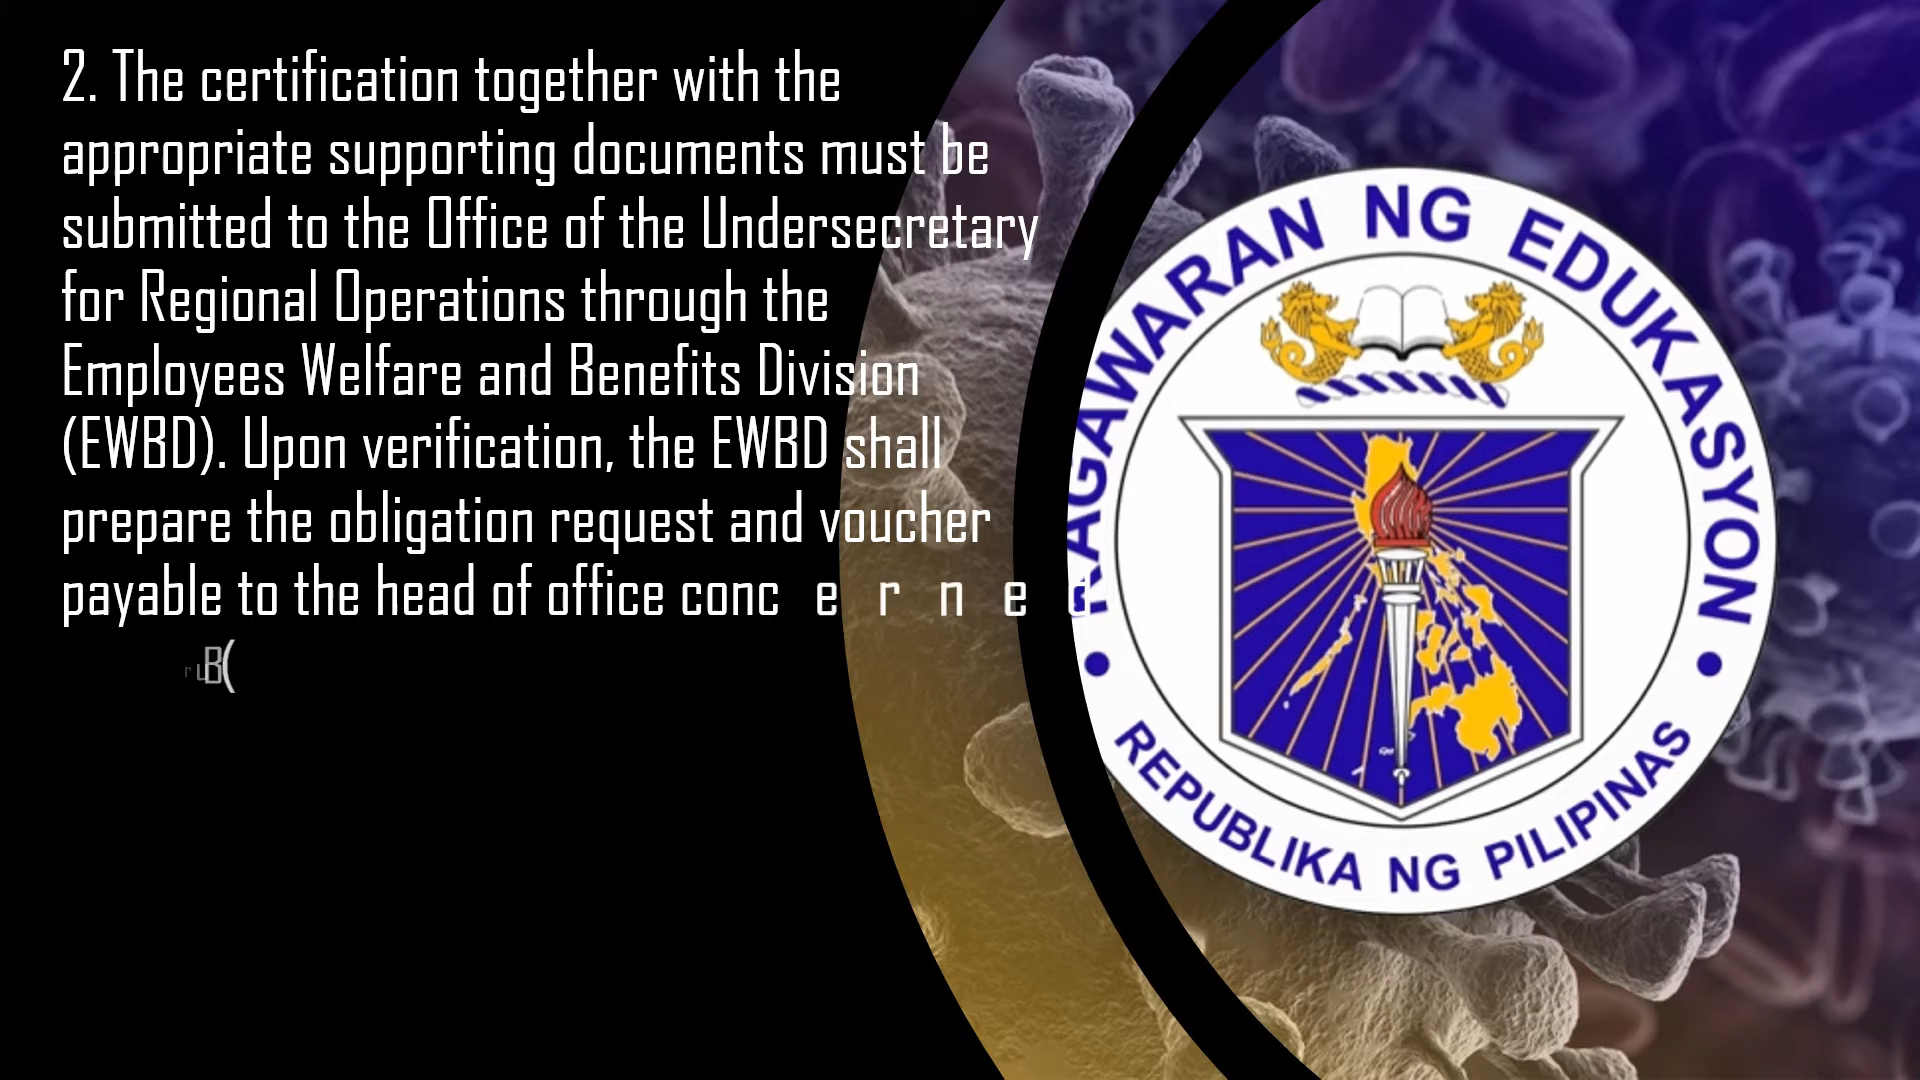 2. The certification together with the
appropriate supporting documents must be
submitted to the Office of the Undersecretary
for Regional Operations through the
Employees Welfare and Benefits Division
(EWBD). Upon verification, the EWBD shall
prepare the obligation request and voucher
payable to the head of office conc e r n e
KAGAWARAN NG EDUKASYON
REPUBLIKA NG PILIPINAS